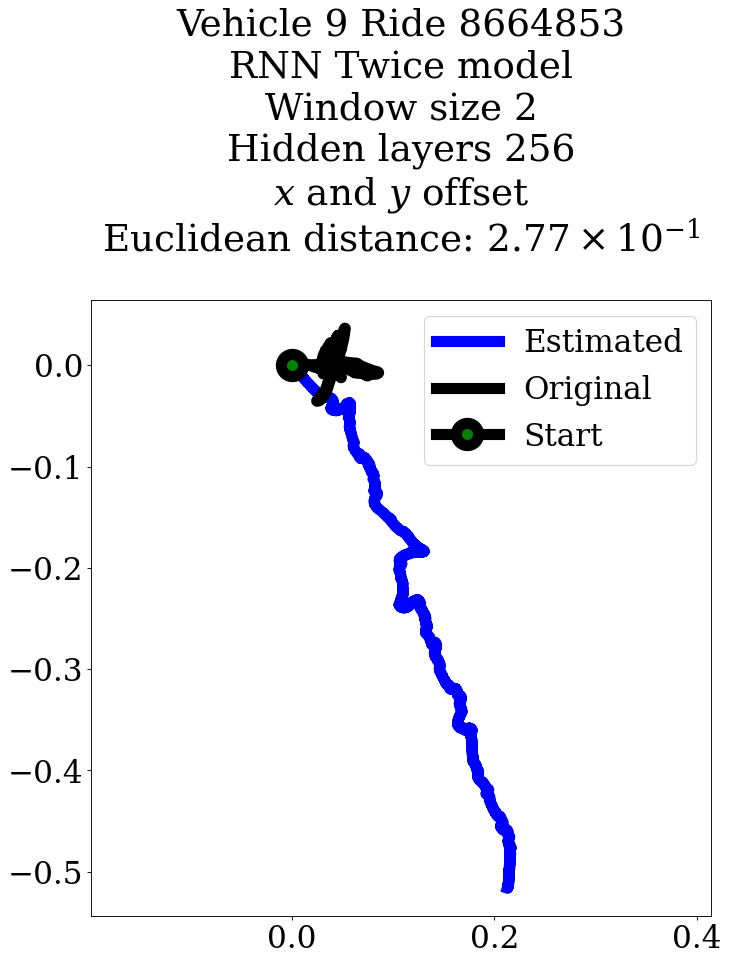 Vehicle 9 Ride 8664853
RNN Twice model
Window size 2
Hidden layers 256
x and y offset
Euclidean distance: 2.77 × 10⁻¹
Estimated
Original
Start
0.0
−0.1
−0.2
−0.3
−0.4
−0.5
0.0 0.2 0.4